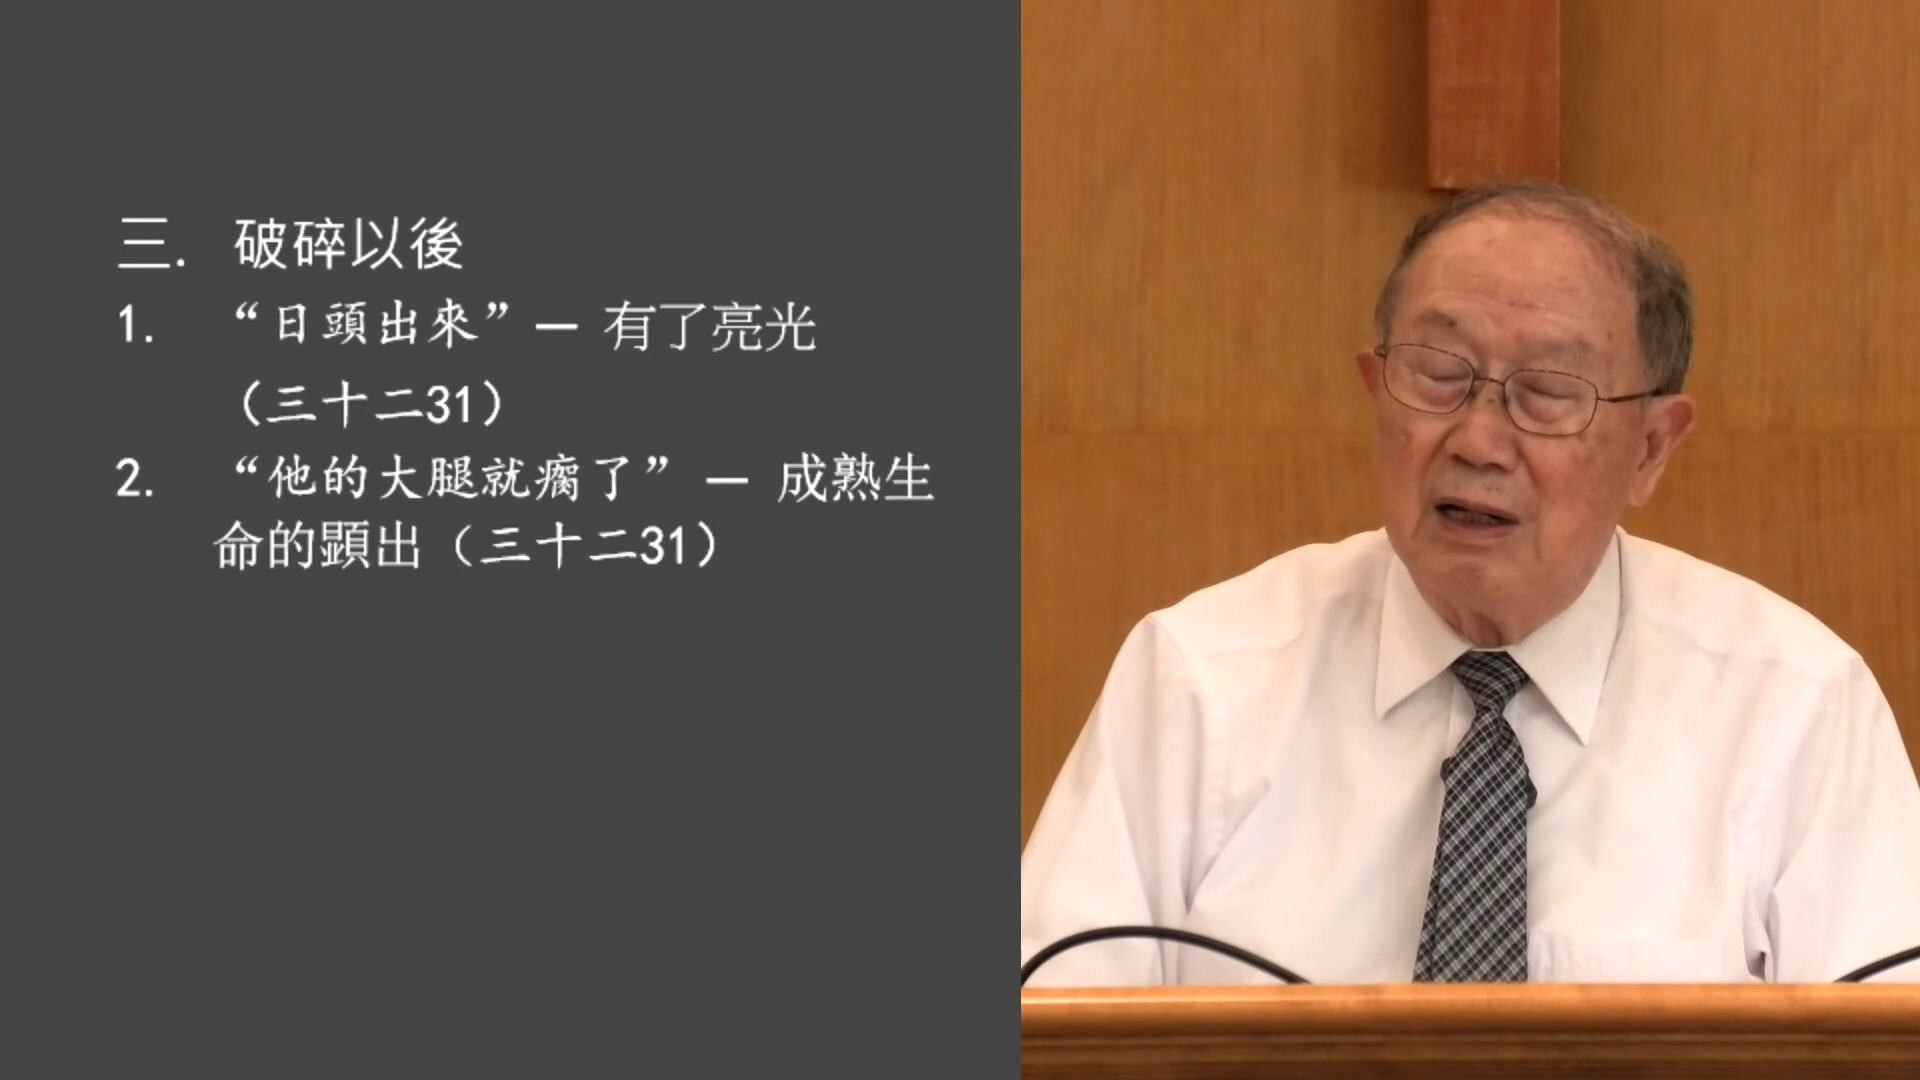 三. 破碎以後
1. “日頭出來” — 有了亮光
（三十二31）
2. “他的大腿就瘸了” — 成熟生
命的顯出（三十二31）